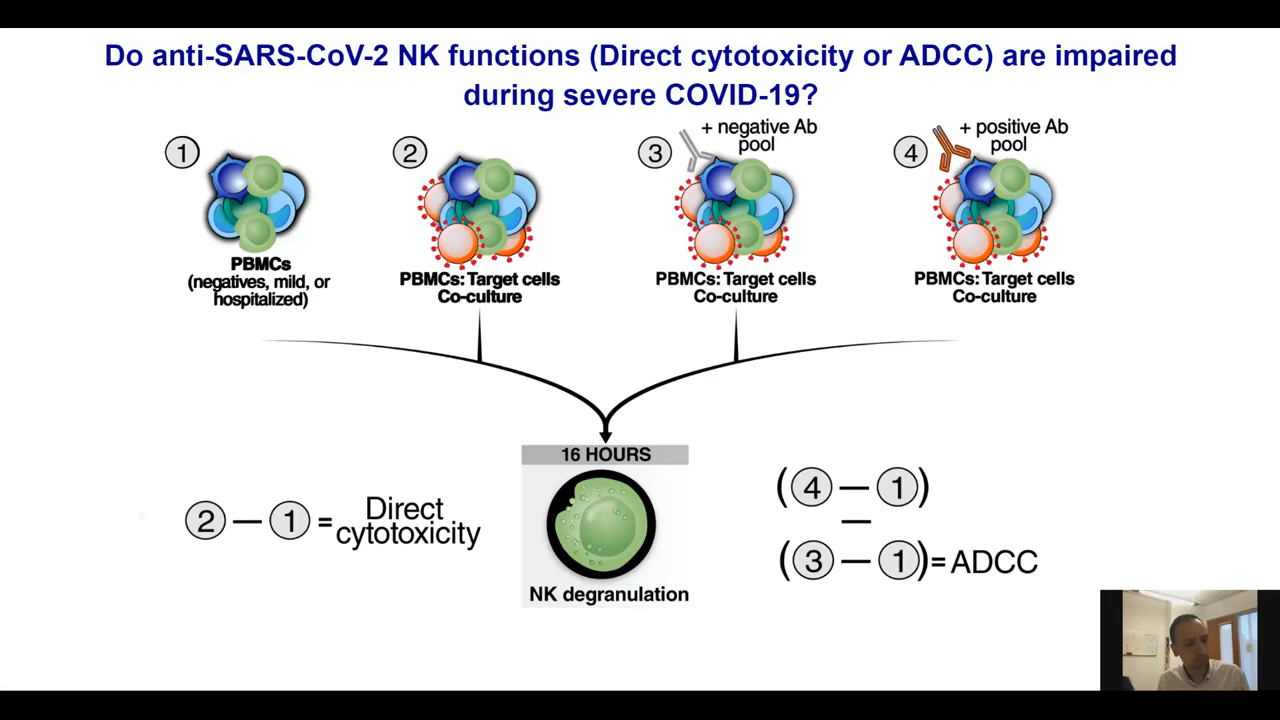 Do anti-SARS-CoV-2 NK functions (Direct cytotoxicity or ADCC) are impaired
during severe COVID-19?
1
PBMCs
(negatives, mild, or
hospitalized)
2
PBMCs: Target cells
Co-culture
3
+ negative Ab
pool
PBMCs: Target cells
Co-culture
4
+ positive Ab
pool
PBMCs: Target cells
Co-culture
16 HOURS
NK degranulation
2 — 1 = Direct
cytotoxicity
(4 — 1)
—
(3 — 1) = ADCC